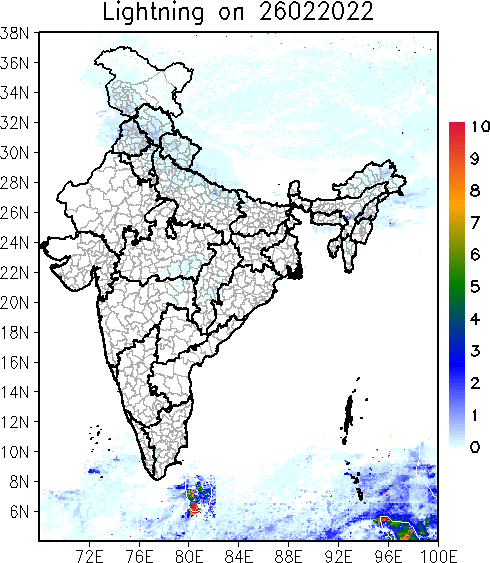 Lightning on 26022022
38N
36N
34N
32N
30N
28N
26N
24N
22N
20N
18N
16N
14N
12N
10N
8N
6N
72E 76E 80E 84E 88E 92E 96E 100E
10
9
8
7
6
5
4
3
2
1
0